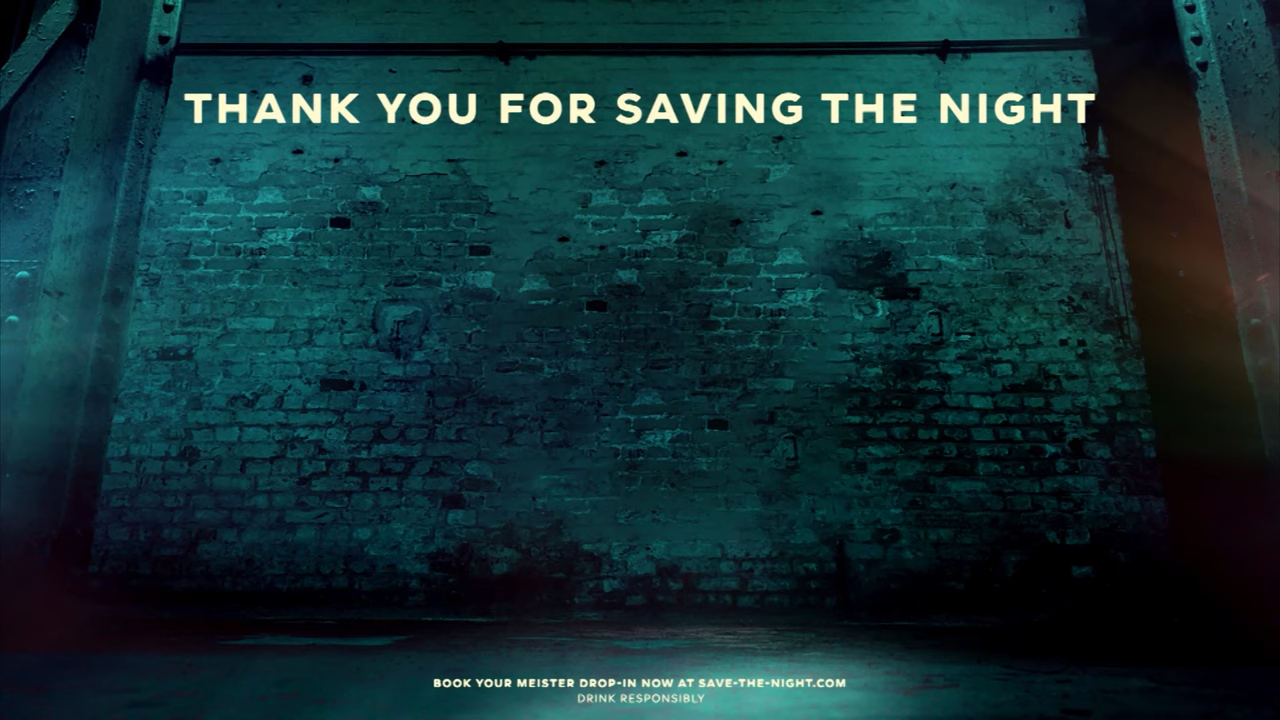 THANK YOU FOR SAVING THE NIGHT
BOOK YOUR MEISTER DROP-IN NOW AT SAVE-THE-NIGHT.COM
DRINK RESPONSIBLY